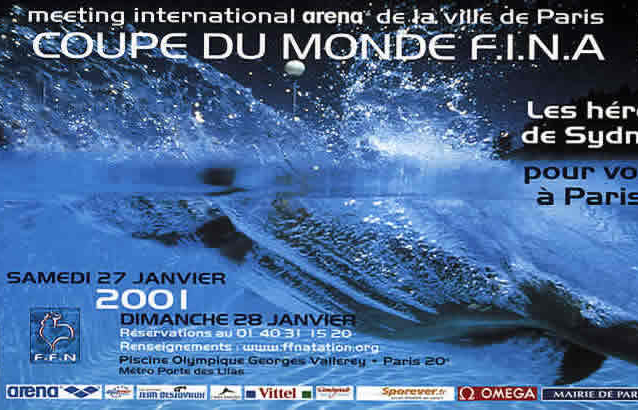 meeting international arena de la ville de Paris
COUPE DU MONDE F.I.N.A
Les hér
de Sydn
pour vo
à Paris
SAMEDI 27 JANVIER
2001
DIMANCHE 28 JANVIER
Réservations au 01 40 31 15 20
Renseignements : www.ffnatation.org
Piscine Olympique Georges Vallerey - Paris 20e
Métro Porte des Lilas
F.F.N
arena
Vittel
Sporever.fr
Ω OMEGA
MAIRIE DE PAR